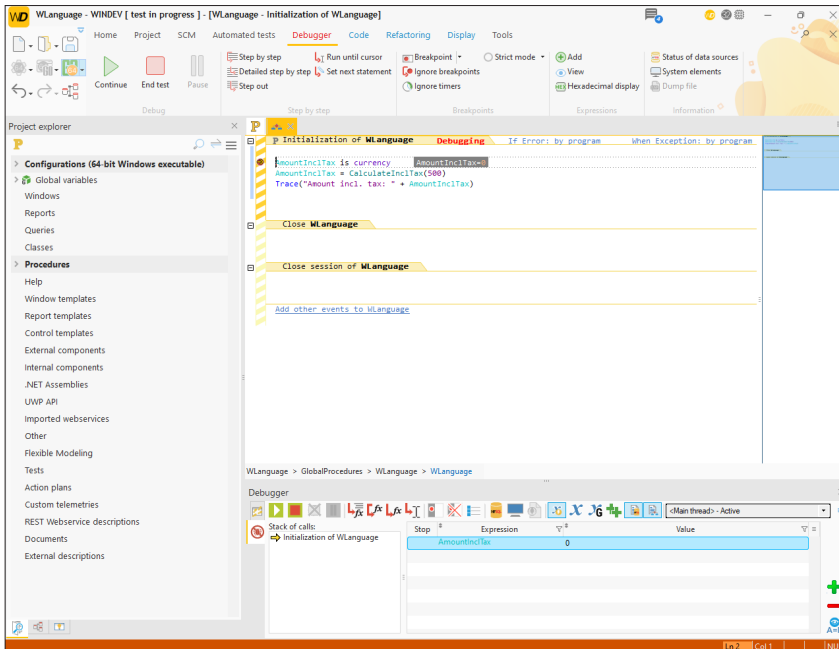 WD WLanguage - WINDEV [ test in progress ] - [WLanguage - Initialization of WLanguage]
Home Project SCM Automated tests Debugger Code Refactoring Display Tools
Continue End test Pause
Debug
Step by step Run until cursor
Detailed step by step Set next statement
Step out
Step by step
Breakpoint Strict mode
Ignore breakpoints
Ignore timers
Breakpoints
Add
View
Hexadecimal display
Expressions
Status of data sources
System elements
Dump file
Information
Project explorer
Configurations (64-bit Windows executable)
Global variables
Windows
Reports
Queries
Classes
Procedures
Help
Window templates
Report templates
Control templates
External components
Internal components
.NET Assemblies
UWP API
Imported webservices
Other
Flexible Modeling
Tests
Action plans
Custom telemetries
REST Webservice descriptions
Documents
External descriptions
Initialization of WLanguage Debugging If Error: by program When Exception: by program
AmountInclTax is currency AmountInclTax=0
AmountInclTax = CalculateInclTax(500)
Trace("Amount incl. tax: " + AmountInclTax)
Close WLanguage
Close session of WLanguage
Add other events to WLanguage
WLanguage > GlobalProcedures > WLanguage > WLanguage
Debugger
<Main thread> - Active
Stack of calls:
Initialization of WLanguage
Stop Expression Value
AmountInclTax 0
Ln 2 Col 1